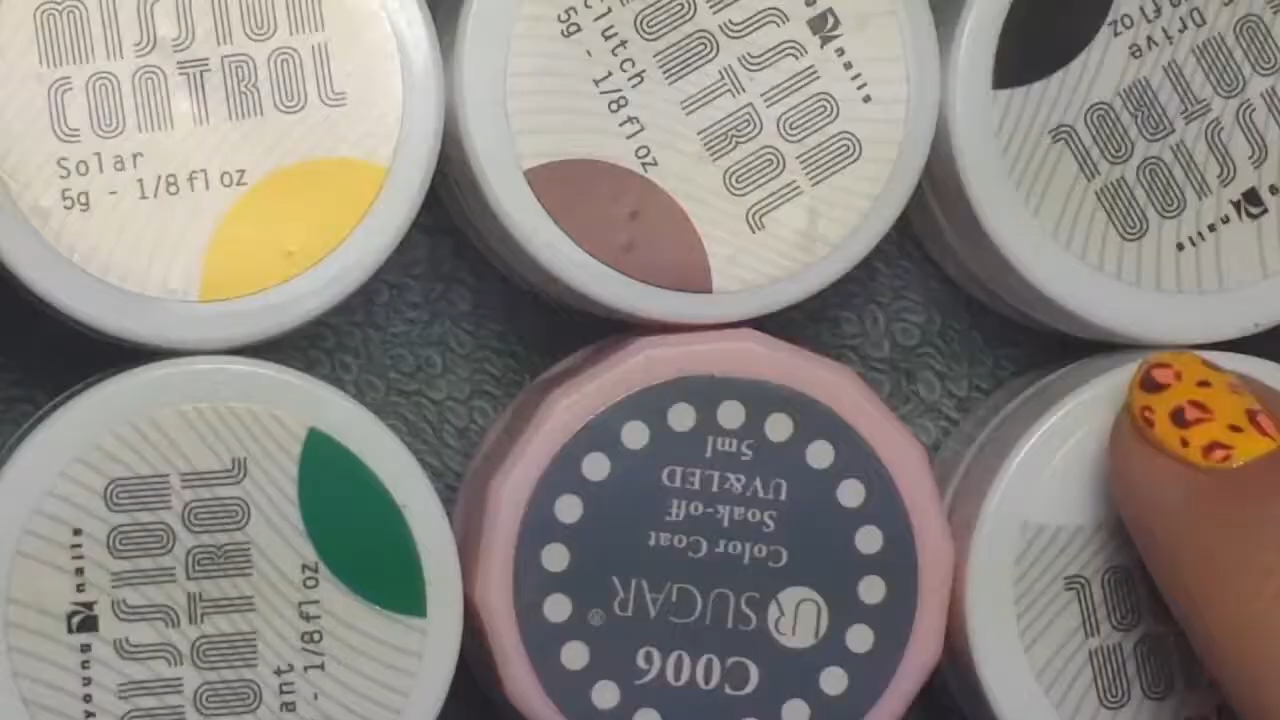 MISSION
CONTROL
Solar
5g - 1/8 fl oz
nails
MISSION
CONTROL
Clutch
5g - 1/8 fl oz
nails
MISSION
CONTROL
Drive
fl oz
young nails
MISSION
CONTROL
- 1/8 fl oz
C006
UR SUGAR®
Color Coat
Soak-off
UV&LED
5ml